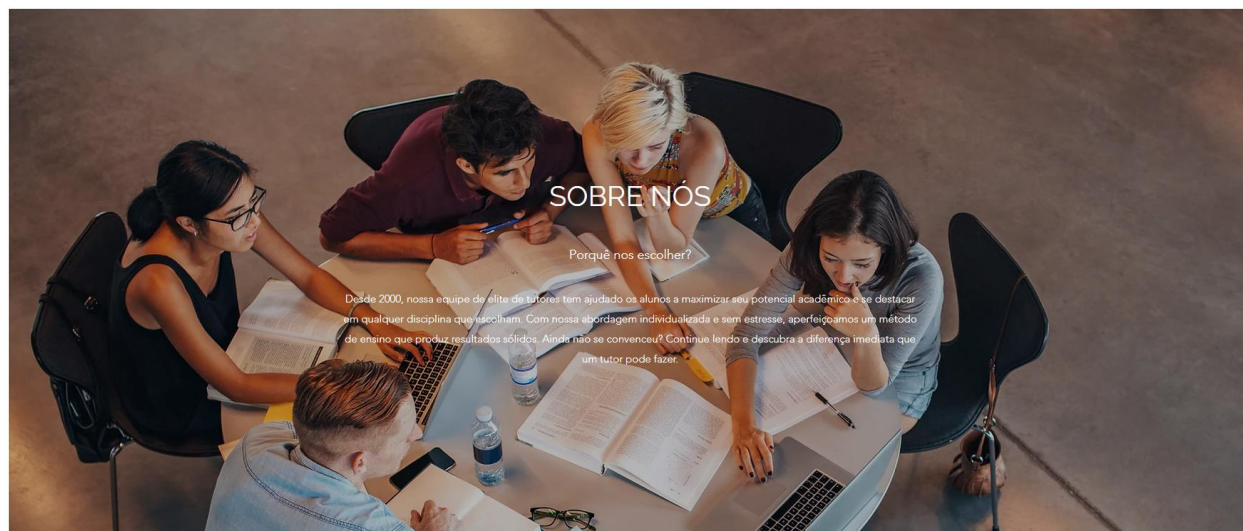 SOBRE NÓS
Porquê nos escolher?
Desde 2000, nossa equipe de elite de tutores tem ajudado os alunos a maximizar seu potencial acadêmico e se destacar
em qualquer disciplina que escolham. Com nossa abordagem individualizada e sem estresse, aperfeiçoamos um método
de ensino que produz resultados sólidos. Ainda não se convenceu? Continue lendo e descubra a diferença imediata que
um tutor pode fazer.